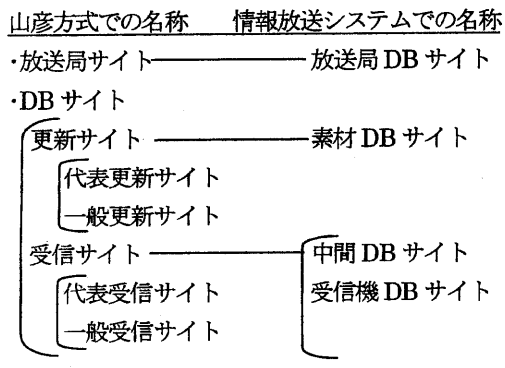 山彦方式での名称 情報放送システムでの名称
・放送局サイト 放送局 DB サイト
・DB サイト
更新サイト 素材 DB サイト
代表更新サイト
一般更新サイト
受信サイト 中間 DB サイト
代表受信サイト 受信機 DB サイト
一般受信サイト